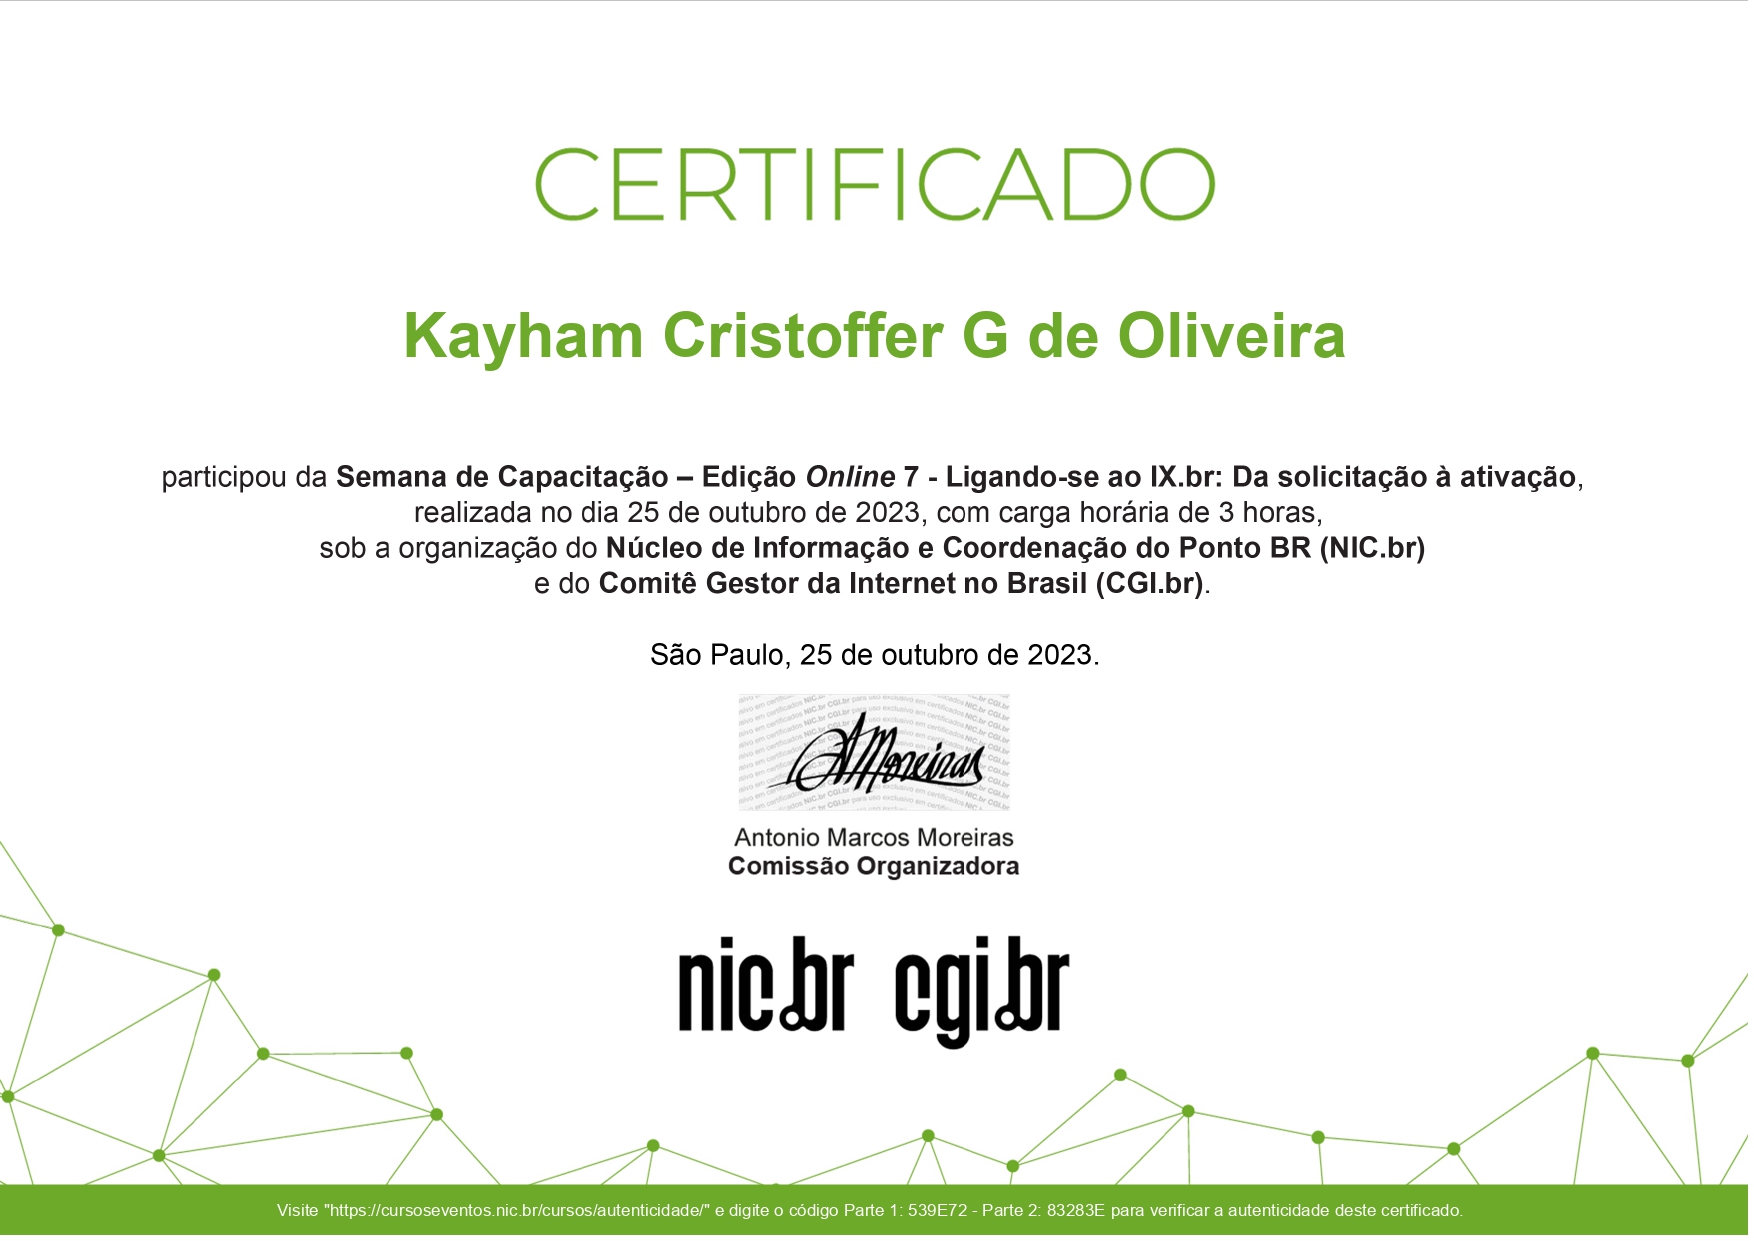 CERTIFICADO
Kayham Cristoffer G de Oliveira
participou da Semana de Capacitação – Edição Online 7 - Ligando-se ao IX.br: Da solicitação à ativação,
realizada no dia 25 de outubro de 2023, com carga horária de 3 horas,
sob a organização do Núcleo de Informação e Coordenação do Ponto BR (NIC.br)
e do Comitê Gestor da Internet no Brasil (CGI.br).
São Paulo, 25 de outubro de 2023.
AMoreiras
Antonio Marcos Moreiras
Comissão Organizadora
nic.br cgi.br
Visite "https://cursoseventos.nic.br/cursos/autenticidade/" e digite o código Parte 1: 539E72 - Parte 2: 83283E para verificar a autenticidade deste certificado.